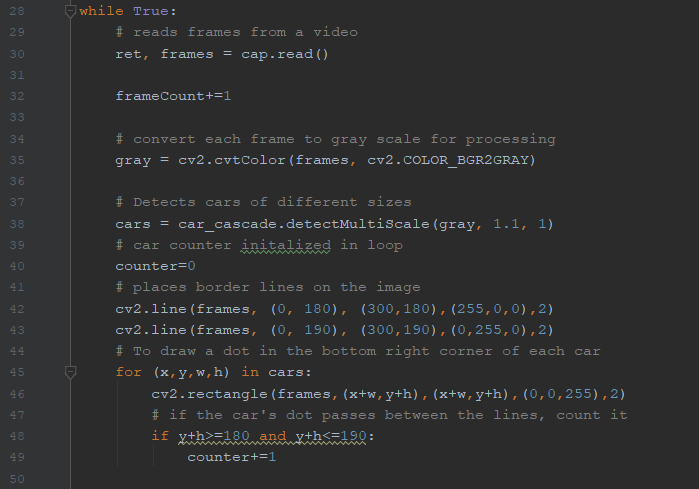 28 while True:
29 # reads frames from a video
30 ret, frames = cap.read()
31
32 frameCount+=1
33
34 # convert each frame to gray scale for processing
35 gray = cv2.cvtColor(frames, cv2.COLOR_BGR2GRAY)
36
37 # Detects cars of different sizes
38 cars = car_cascade.detectMultiScale(gray, 1.1, 1)
39 # car counter initalized in loop
40 counter=0
41 # places border lines on the image
42 cv2.line(frames, (0, 180), (300,180),(255,0,0),2)
43 cv2.line(frames, (0, 190), (300,190),(0,255,0),2)
44 # To draw a dot in the bottom right corner of each car
45 for (x,y,w,h) in cars:
46 cv2.rectangle(frames,(x+w,y+h),(x+w,y+h),(0,0,255),2)
47 # if the car's dot passes between the lines, count it
48 if y+h>=180 and y+h<=190:
49 counter+=1
50